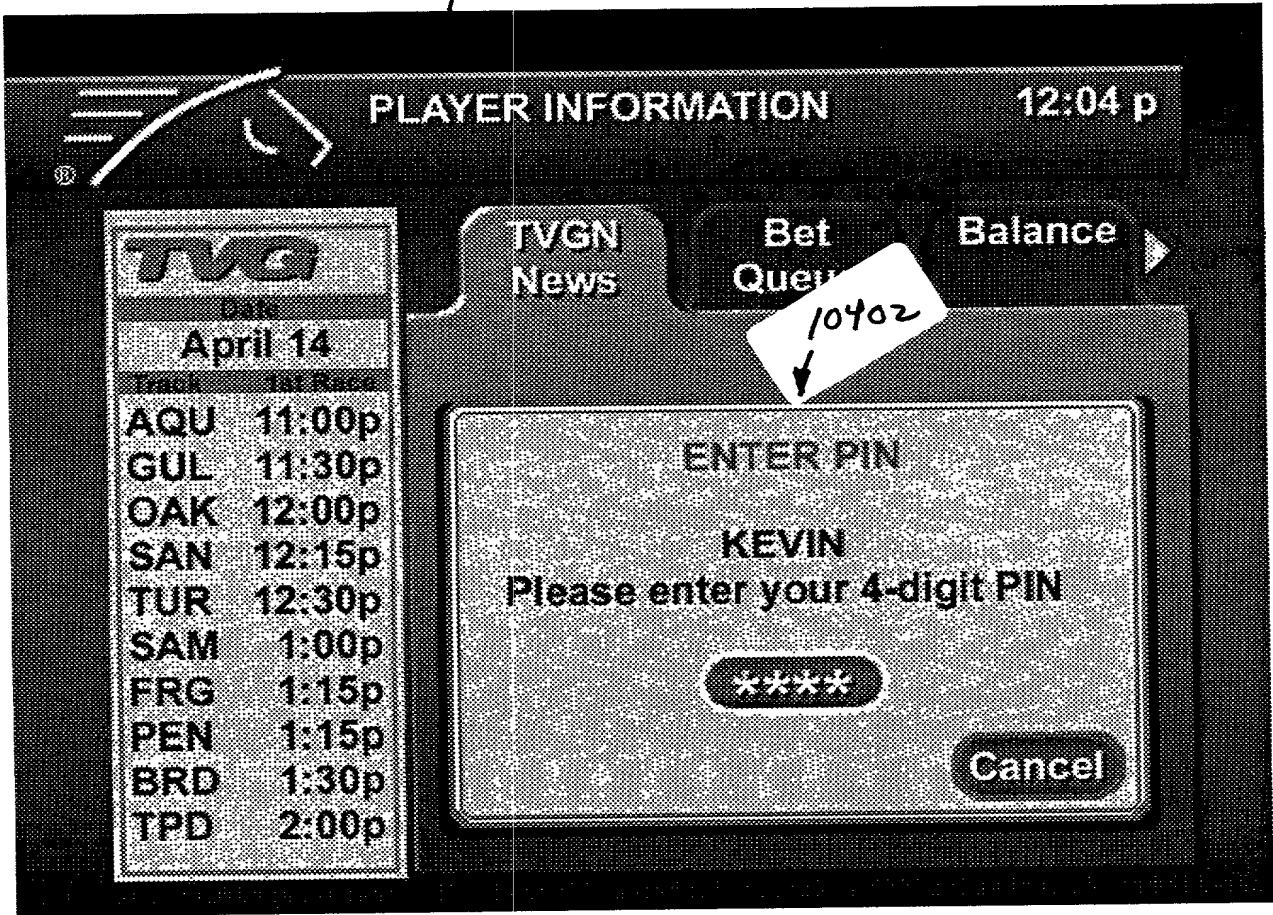 PLAYER INFORMATION 12:04 p
®
TVG
Date
April 14
Track 1st Race
AQU 11:00p
GUL 11:30p
OAK 12:00p
SAN 12:15p
TUR 12:30p
SAM 1:00p
FRG 1:15p
PEN 1:15p
BRD 1:30p
TPD 2:00p
TVGN
News
Bet
Queu
Balance
10402
ENTER PIN
KEVIN
Please enter your 4-digit PIN
****
Cancel